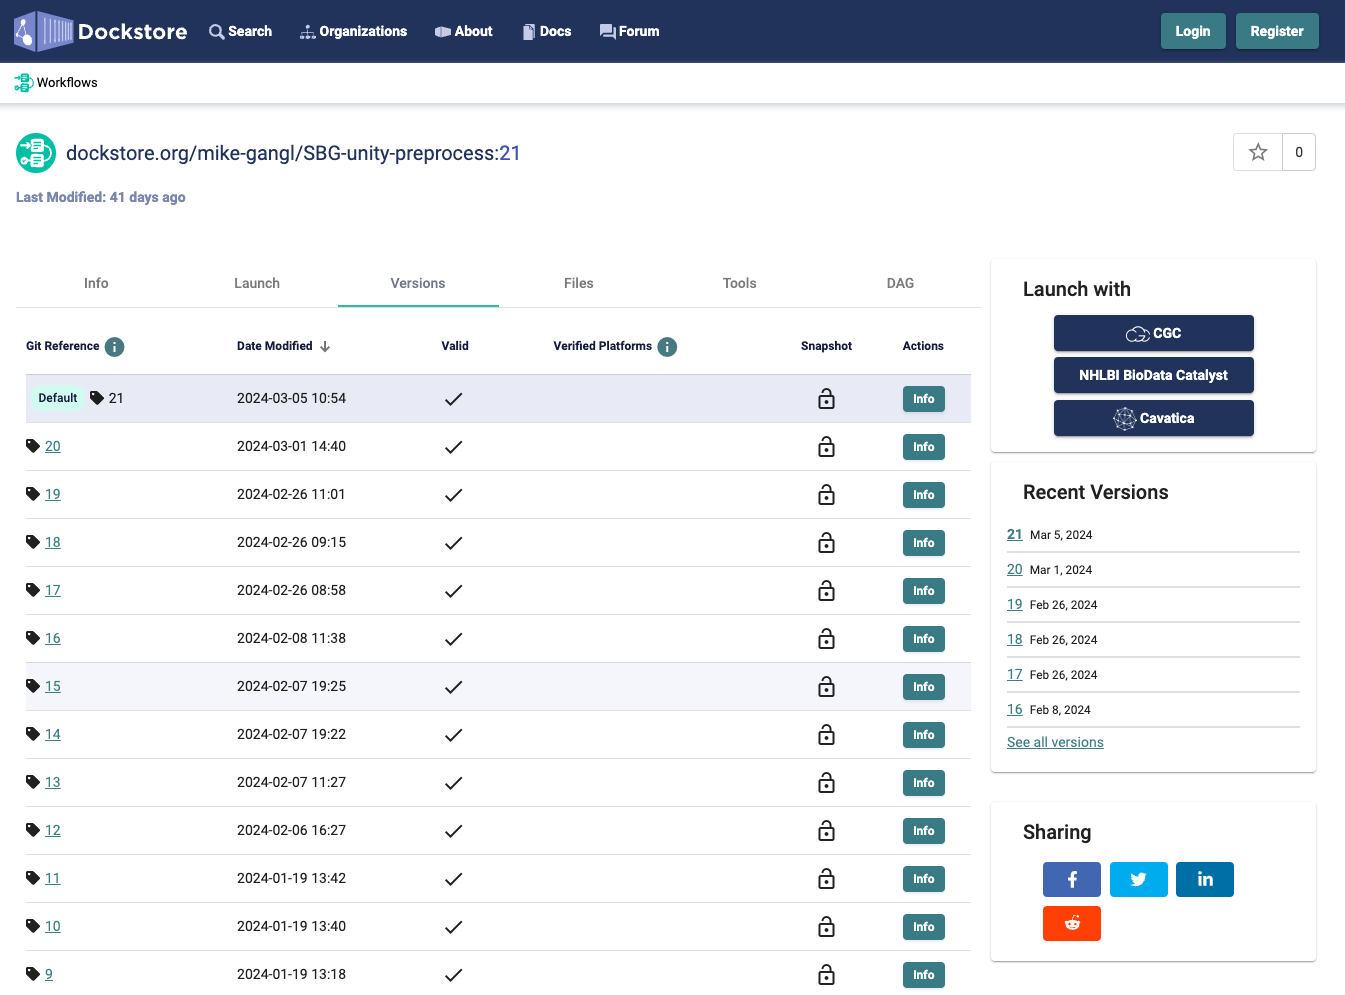 Dockstore Search Organizations About Docs Forum Login Register
Workflows
dockstore.org/mike-gangl/SBG-unity-preprocess:21
0
Last Modified: 41 days ago
Info Launch Versions Files Tools DAG
Git Reference Date Modified Valid Verified Platforms Snapshot Actions
Default 21 2024-03-05 10:54 Info
20 2024-03-01 14:40 Info
19 2024-02-26 11:01 Info
18 2024-02-26 09:15 Info
17 2024-02-26 08:58 Info
16 2024-02-08 11:38 Info
15 2024-02-07 19:25 Info
14 2024-02-07 19:22 Info
13 2024-02-07 11:27 Info
12 2024-02-06 16:27 Info
11 2024-01-19 13:42 Info
10 2024-01-19 13:40 Info
9 2024-01-19 13:18 Info
Launch with
CGC
NHLBI BioData Catalyst
Cavatica
Recent Versions
21 Mar 5, 2024
20 Mar 1, 2024
19 Feb 26, 2024
18 Feb 26, 2024
17 Feb 26, 2024
16 Feb 8, 2024
See all versions
Sharing